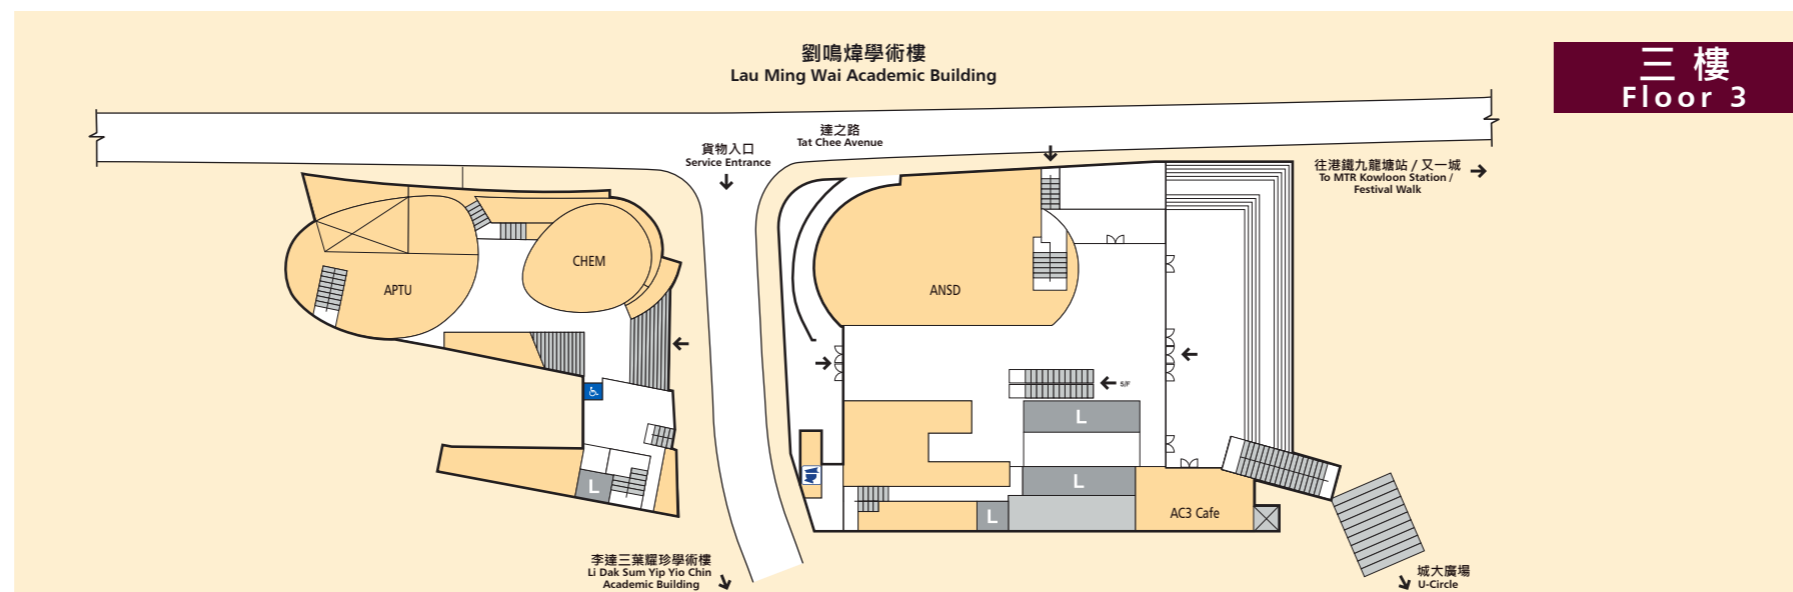 劉鳴煒學術樓
Lau Ming Wai Academic Building
三樓
Floor 3
達之路
Tat Chee Avenue
貨物入口
Service Entrance
往港鐵九龍塘站 / 又一城
To MTR Kowloon Station /
Festival Walk
CHEM
APTU
ANSD
5/F
L
L
L
L
AC3 Cafe
李達三葉耀珍學術樓
Li Dak Sum Yip Yio Chin
Academic Building
城大廣場
U-Circle